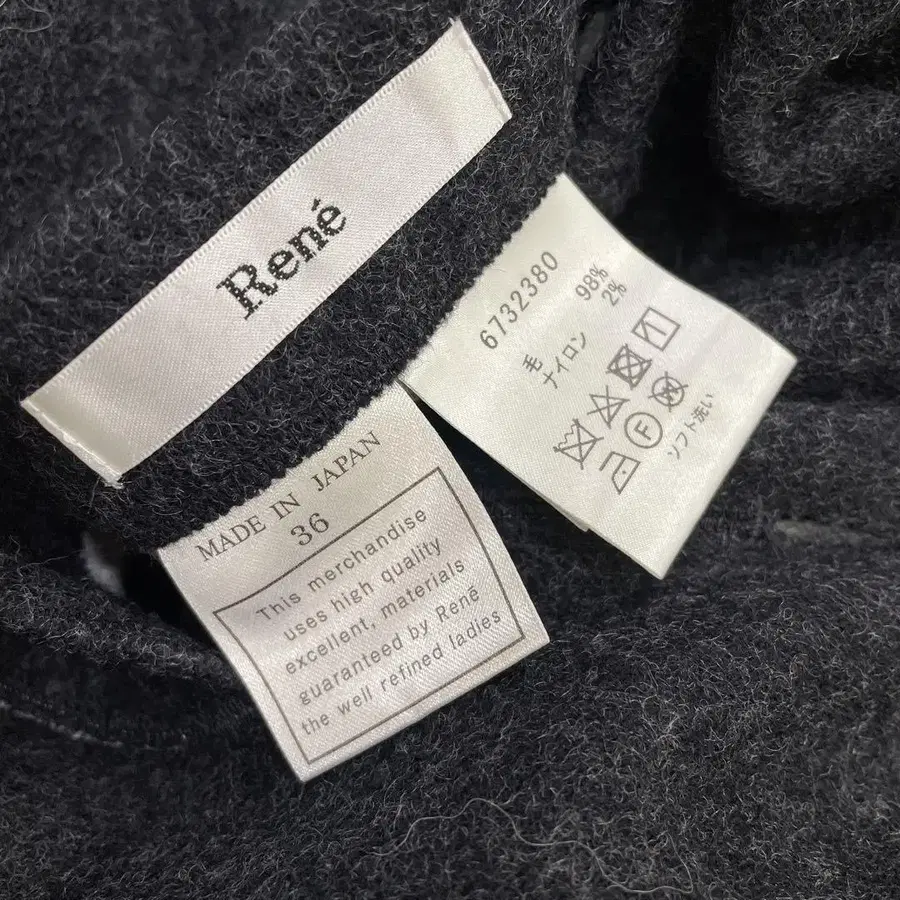 René
MADE IN JAPAN
36
This merchandise
uses high quality
excellent, materials
guaranteed by René
the well refined ladies
6732380
毛 98%
ナイロン 2%
F
W
ソフト洗い